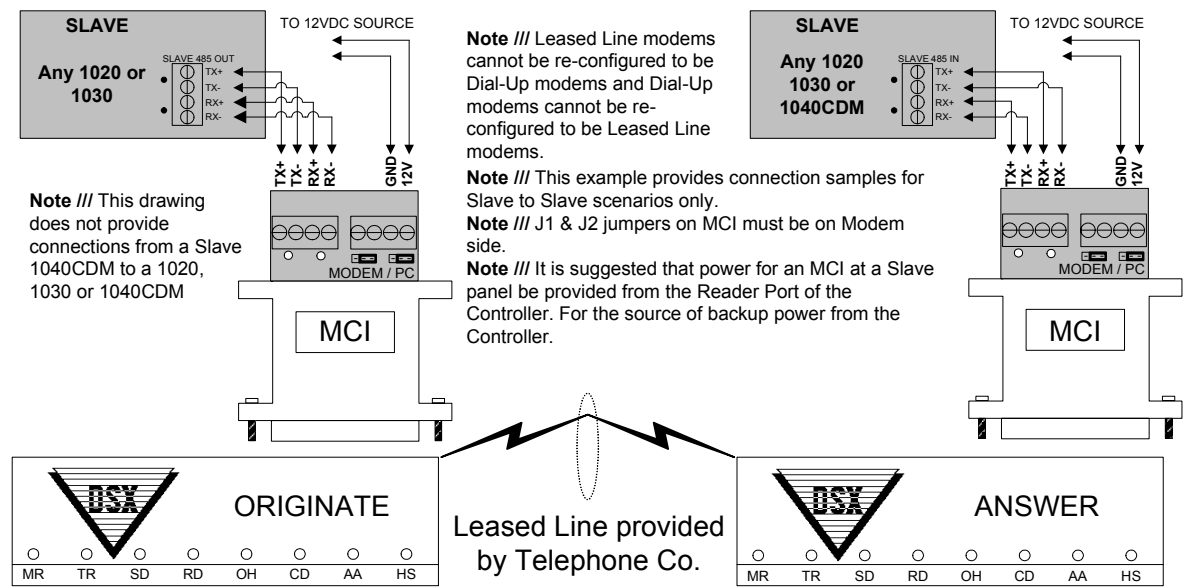 SLAVE
TO 12VDC SOURCE
Any 1020 or
1030
SLAVE 485 OUT
TX+
TX-
RX+
RX-
TX+
TX-
RX+
RX-
GND
12V
Note /// This drawing
does not provide
connections from a Slave
1040CDM to a 1020,
1030 or 1040CDM
MODEM / PC
MCI
Note /// Leased Line modems
cannot be re-configured to be
Dial-Up modems and Dial-Up
modems cannot be re-
configured to be Leased Line
modems.
Note /// This example provides connection samples for
Slave to Slave scenarios only.
Note /// J1 & J2 jumpers on MCI must be on Modem
side.
Note /// It is suggested that power for an MCI at a Slave
panel be provided from the Reader Port of the
Controller. For the source of backup power from the
Controller.
SLAVE
TO 12VDC SOURCE
Any 1020
1030 or
1040CDM
SLAVE 485 IN
TX+
TX-
RX+
RX-
TX+
TX-
RX+
RX-
GND
12V
MODEM / PC
MCI
DSX
ORIGINATE
MR TR SD RD OH CD AA HS
Leased Line provided
by Telephone Co.
DSX
ANSWER
MR TR SD RD OH CD AA HS